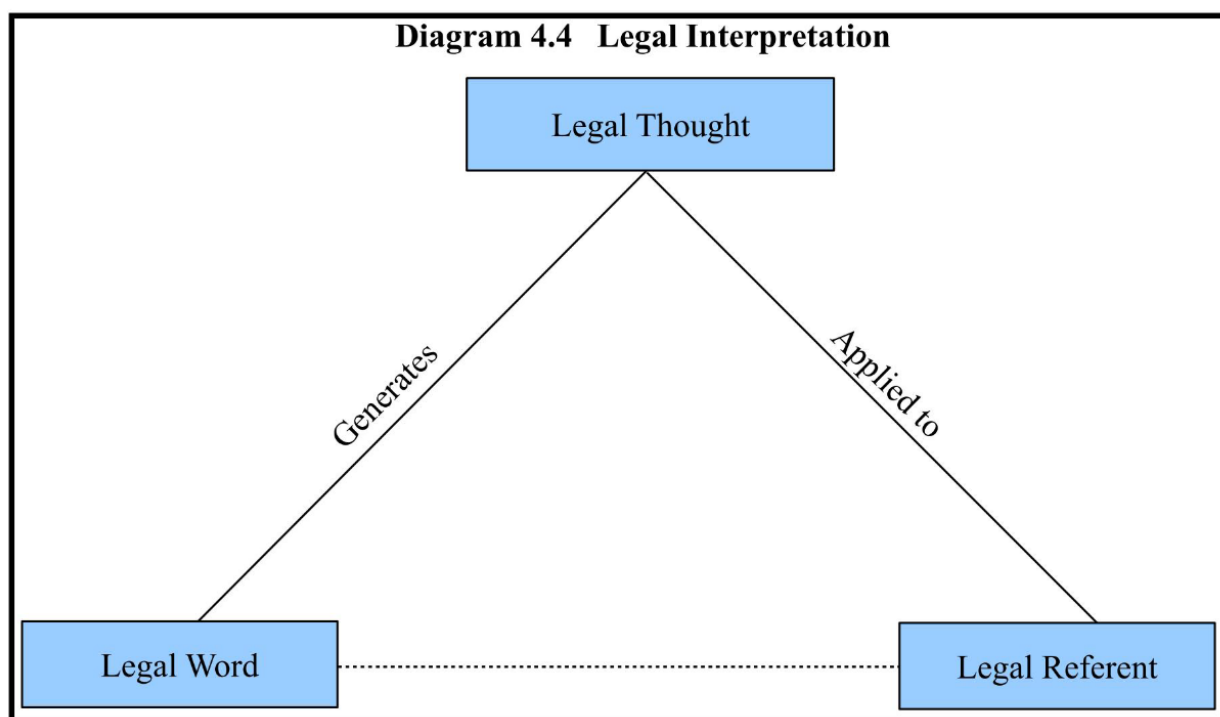 Diagram 4.4 Legal Interpretation
Legal Thought
Generates
Applied to
Legal Word
Legal Referent